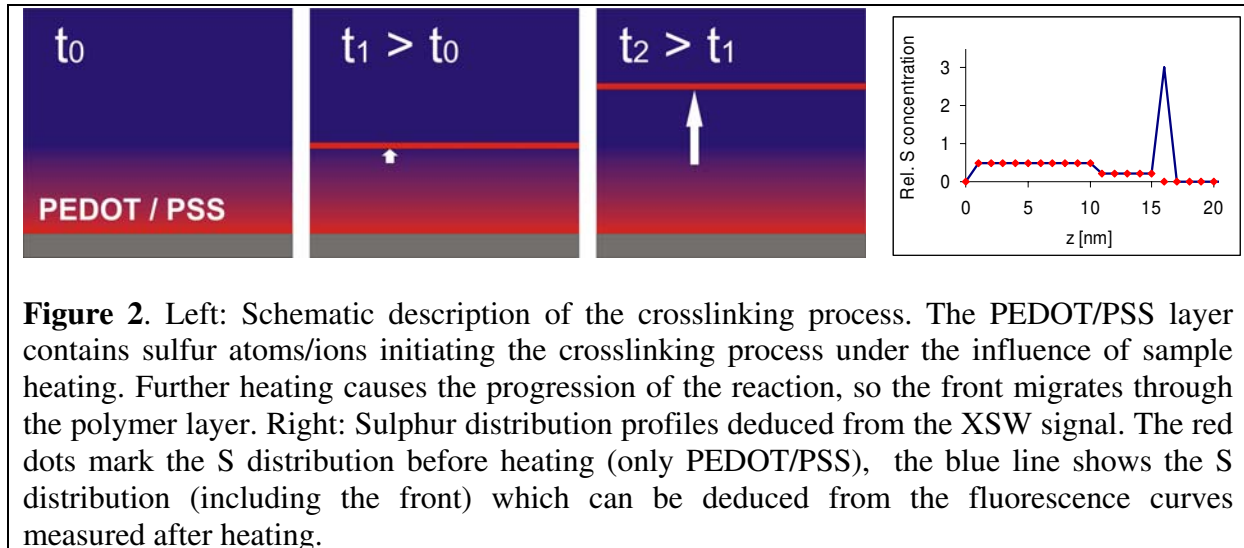 t0
t1 > t0
t2 > t1
PEDOT / PSS
Rel. S concentration
3
2
1
0
0 5 10 15 20
z [nm]
Figure 2. Left: Schematic description of the crosslinking process. The PEDOT/PSS layer
contains sulfur atoms/ions initiating the crosslinking process under the influence of sample
heating. Further heating causes the progression of the reaction, so the front migrates through
the polymer layer. Right: Sulphur distribution profiles deduced from the XSW signal. The red
dots mark the S distribution before heating (only PEDOT/PSS), the blue line shows the S
distribution (including the front) which can be deduced from the fluorescence curves
measured after heating.